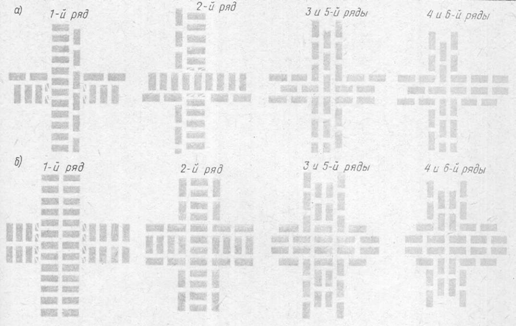 а) 1-й ряд 2-й ряд 3 и 5-й ряды 4 и 6-й ряды
б) 1-й ряд 2-й ряд 3 и 5-й ряды 4 и 6-й ряды